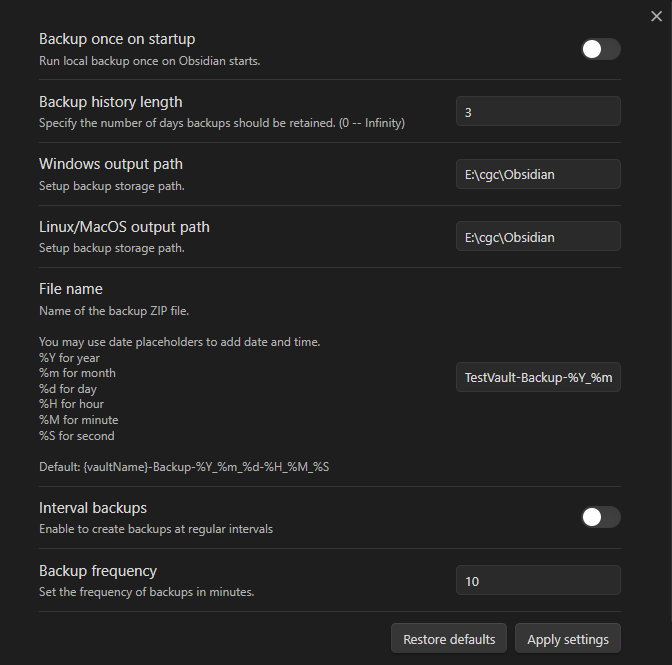 Backup once on startup
Run local backup once on Obsidian starts.
Backup history length
Specify the number of days backups should be retained. (0 -- Infinity)
3
Windows output path
Setup backup storage path.
E:\cgc\Obsidian
Linux/MacOS output path
Setup backup storage path.
E:\cgc\Obsidian
File name
Name of the backup ZIP file.
You may use date placeholders to add date and time.
%Y for year
%m for month
%d for day
%H for hour
%M for minute
%S for second
Default: {vaultName}-Backup-%Y_%m_%d-%H_%M_%S
TestVault-Backup-%Y_%m
Interval backups
Enable to create backups at regular intervals
Backup frequency
Set the frequency of backups in minutes.
10
Restore defaults
Apply settings